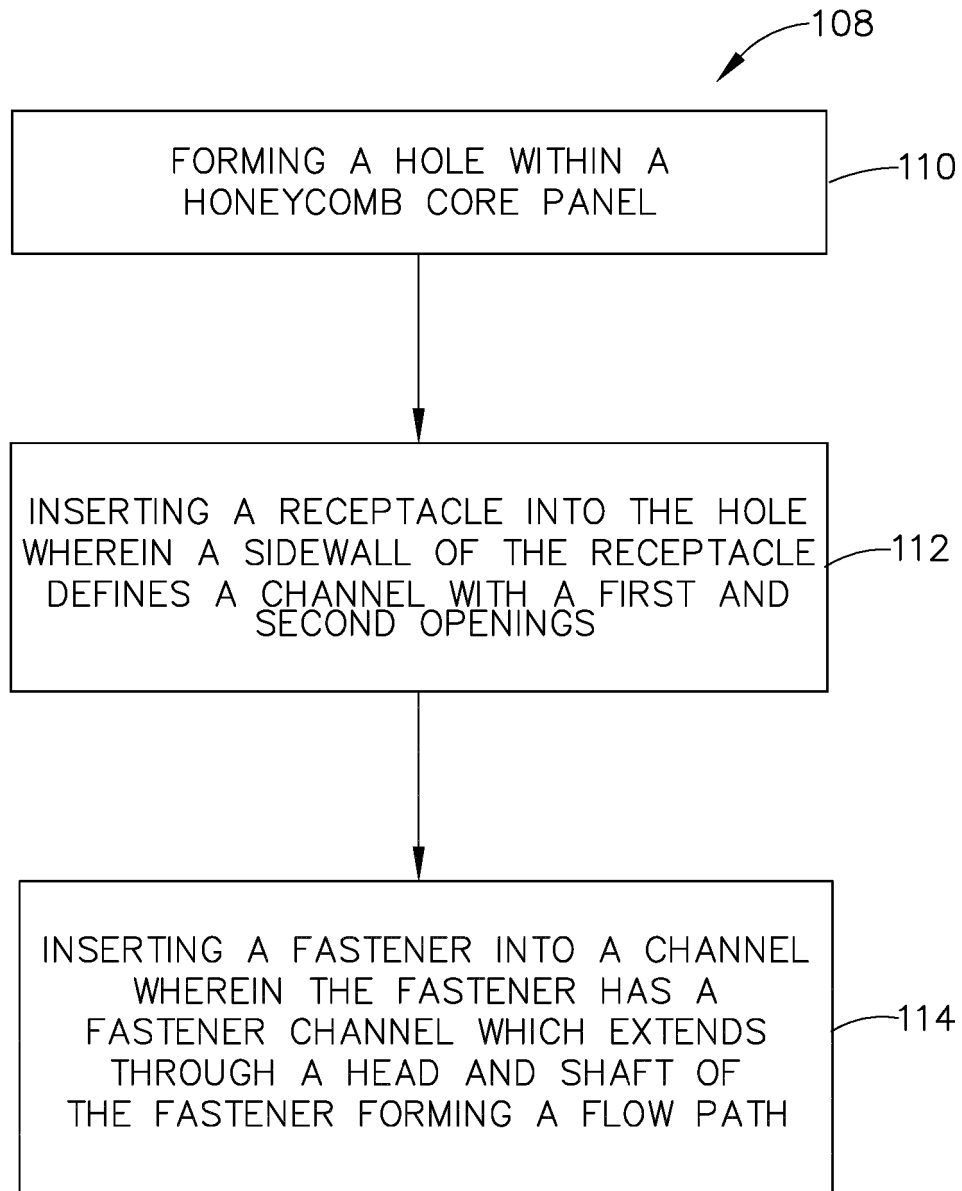 108
FORMING A HOLE WITHIN A
HONEYCOMB CORE PANEL
110
INSERTING A RECEPTACLE INTO THE HOLE
WHEREIN A SIDEWALL OF THE RECEPTACLE
DEFINES A CHANNEL WITH A FIRST AND
SECOND OPENINGS
112
INSERTING A FASTENER INTO A CHANNEL
WHEREIN THE FASTENER HAS A
FASTENER CHANNEL WHICH EXTENDS
THROUGH A HEAD AND SHAFT OF
THE FASTENER FORMING A FLOW PATH
114